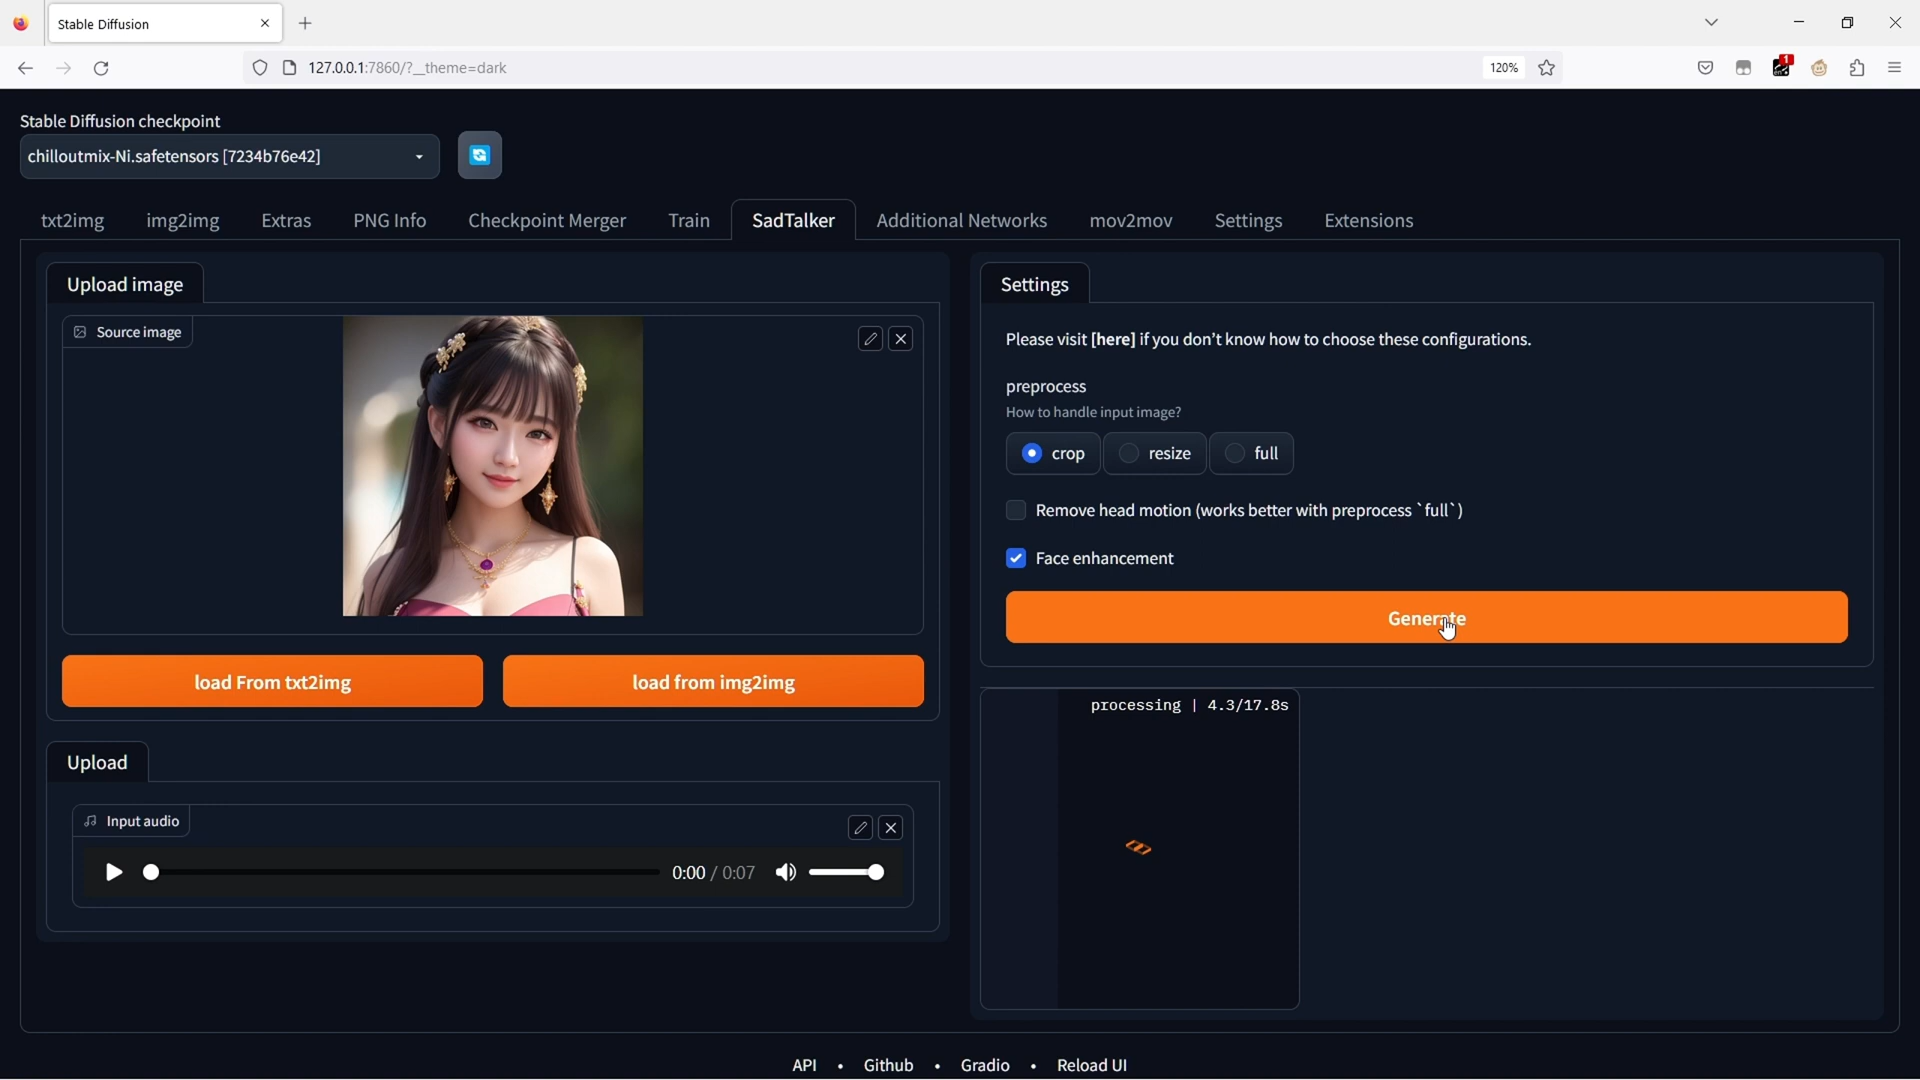 Stable Diffusion
127.0.0.1:7860/?__theme=dark
120%
1
Stable Diffusion checkpoint
chilloutmix-Ni.safetensors [7234b76e42]
txt2img
img2img
Extras
PNG Info
Checkpoint Merger
Train
SadTalker
Additional Networks
mov2mov
Settings
Extensions
Upload image
Source image
load From txt2img
load from img2img
Upload
Input audio
0:00 / 0:07
Settings
Please visit [here] if you don’t know how to choose these configurations.
preprocess
How to handle input image?
crop
resize
full
Remove head motion (works better with preprocess `full`)
Face enhancement
Generate
processing | 4.3/17.8s
API • Github • Gradio • Reload UI